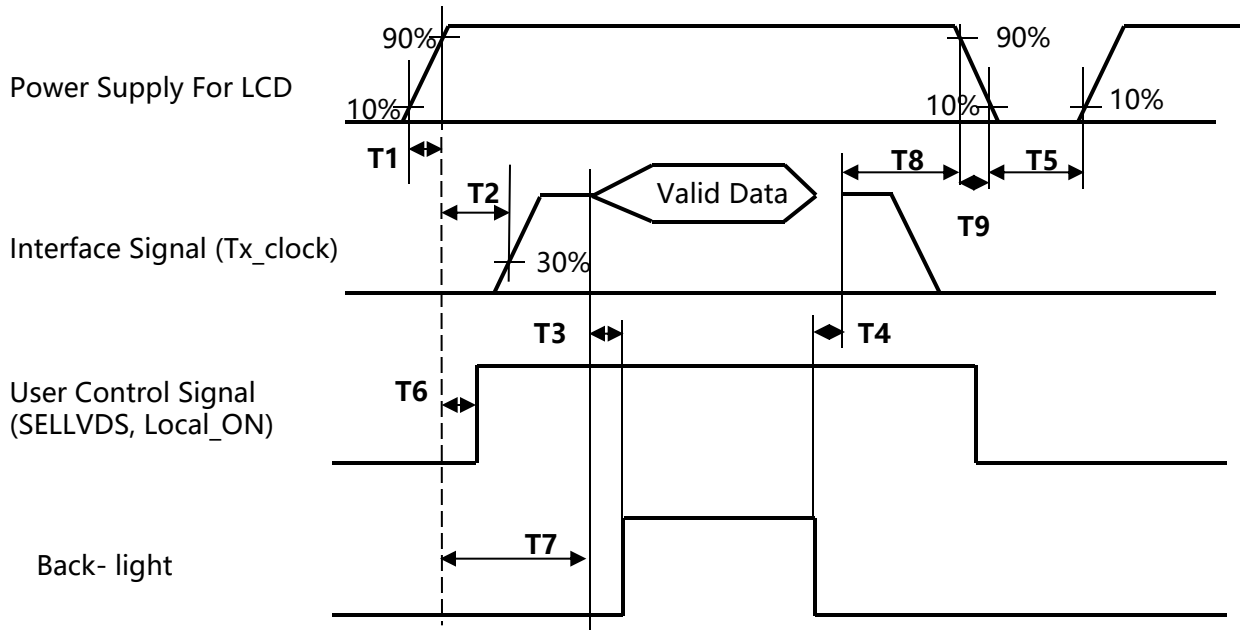 90%
90%
Power Supply For LCD
10%
10%
10%
T1
T8
T5
T2
Valid Data
T9
Interface Signal (Tx_clock)
30%
T3
T4
User Control Signal
(SELLVDS, Local_ON)
T6
T7
Back- light